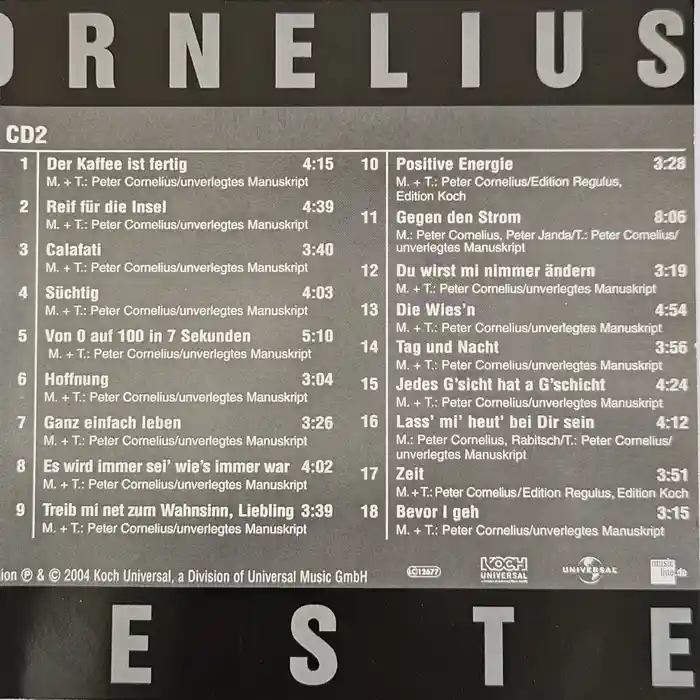 ORNELIUS
CD2
1 Der Kaffee ist fertig 4:15
M. + T.: Peter Cornelius/unverlegtes Manuskript
2 Reif für die Insel 4:39
M. + T.: Peter Cornelius/unverlegtes Manuskript
3 Calafati 3:40
M. + T.: Peter Cornelius/unverlegtes Manuskript
4 Süchtig 4:03
M. + T.: Peter Cornelius/unverlegtes Manuskript
5 Von 0 auf 100 in 7 Sekunden 5:10
M. + T.: Peter Cornelius/unverlegtes Manuskript
6 Hoffnung 3:04
M. + T.: Peter Cornelius/unverlegtes Manuskript
7 Ganz einfach leben 3:26
M. + T.: Peter Cornelius/unverlegtes Manuskript
8 Es wird immer sei' wie's immer war 4:02
M. + T.: Peter Cornelius/unverlegtes Manuskript
9 Treib mi net zum Wahnsinn, Liebling 3:39
M. + T.: Peter Cornelius/unverlegtes Manuskript
10 Positive Energie 3:28
M. + T.: Peter Cornelius/Edition Regulus,
Edition Koch
11 Gegen den Strom 8:06
M.: Peter Cornelius, Peter Janda/T.: Peter Cornelius/
unverlegtes Manuskript
12 Du wirst mi nimmer ändern 3:19
M. + T.: Peter Cornelius/unverlegtes Manuskript
13 Die Wies'n 4:54
M. + T.: Peter Cornelius/unverlegtes Manuskript
14 Tag und Nacht 3:56
M. + T.: Peter Cornelius/unverlegtes Manuskript
15 Jedes G'sicht hat a G'schicht 4:24
M. + T.: Peter Cornelius/unverlegtes Manuskript
16 Lass' mi' heut' bei Dir sein 4:12
M.: Peter Cornelius, Rabitsch/T.: Peter Cornelius/
unverlegtes Manuskript
17 Zeit 3:51
M. +T.: Peter Cornelius/Edition Regulus, Edition Koch
18 Bevor I geh 3:15
M. + T.: Peter Cornelius/unverlegtes Manuskript
ion ℗ & © 2004 Koch Universal, a Division of Universal Music GmbH
LC12677
KOCH
UNIVERSAL
UNIVERSAL
music
line.de
ESTE